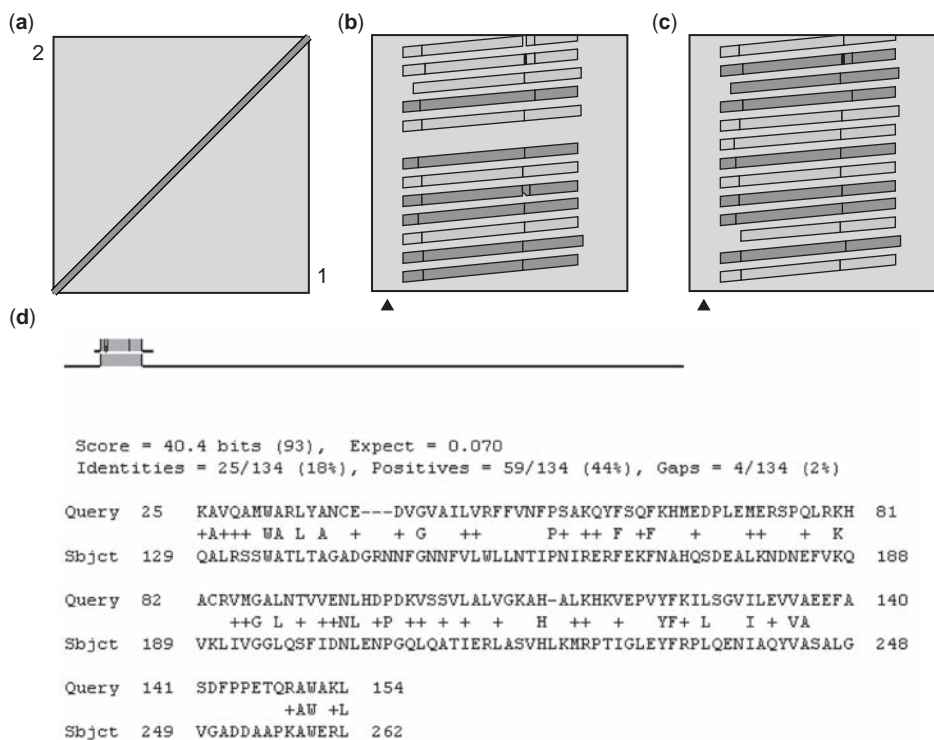 (a)
2
1
(b)
(c)
(d)
Score = 40.4 bits (93), Expect = 0.070
Identities = 25/134 (18%), Positives = 59/134 (44%), Gaps = 4/134 (2%)
Query 25 KAVQAMWARLYANCE---DVGVAILVRFFVNFPSAKQYFSQFKHMEDPLEMERSPQLRKH 81
+A+++ WA L A + G ++ P+ ++ F +F + ++ + K
Sbjct 129 QALRSSWATLTAGADGRNNFGNNFVLWLLNTIPNIRERFEKFNAHQSDEALKNDNEFVKQ 188
Query 82 ACRVMGALNTVVENLHDPDKVSSVLALVGKAH-ALKHKVEPVYFKILSGVILEVVAEEFA 140
++G L + ++NL +P ++ + + + H ++ + YF+ L I + VA
Sbjct 189 VKLIVGGLQSFIDNLENPGQLQATIERLASVHLKMRPTIGLEYFRPLQENIAQYVASALG 248
Query 141 SDFPPETQRAWAKL 154
+AW +L
Sbjct 249 VGADDAAPKAWERL 262